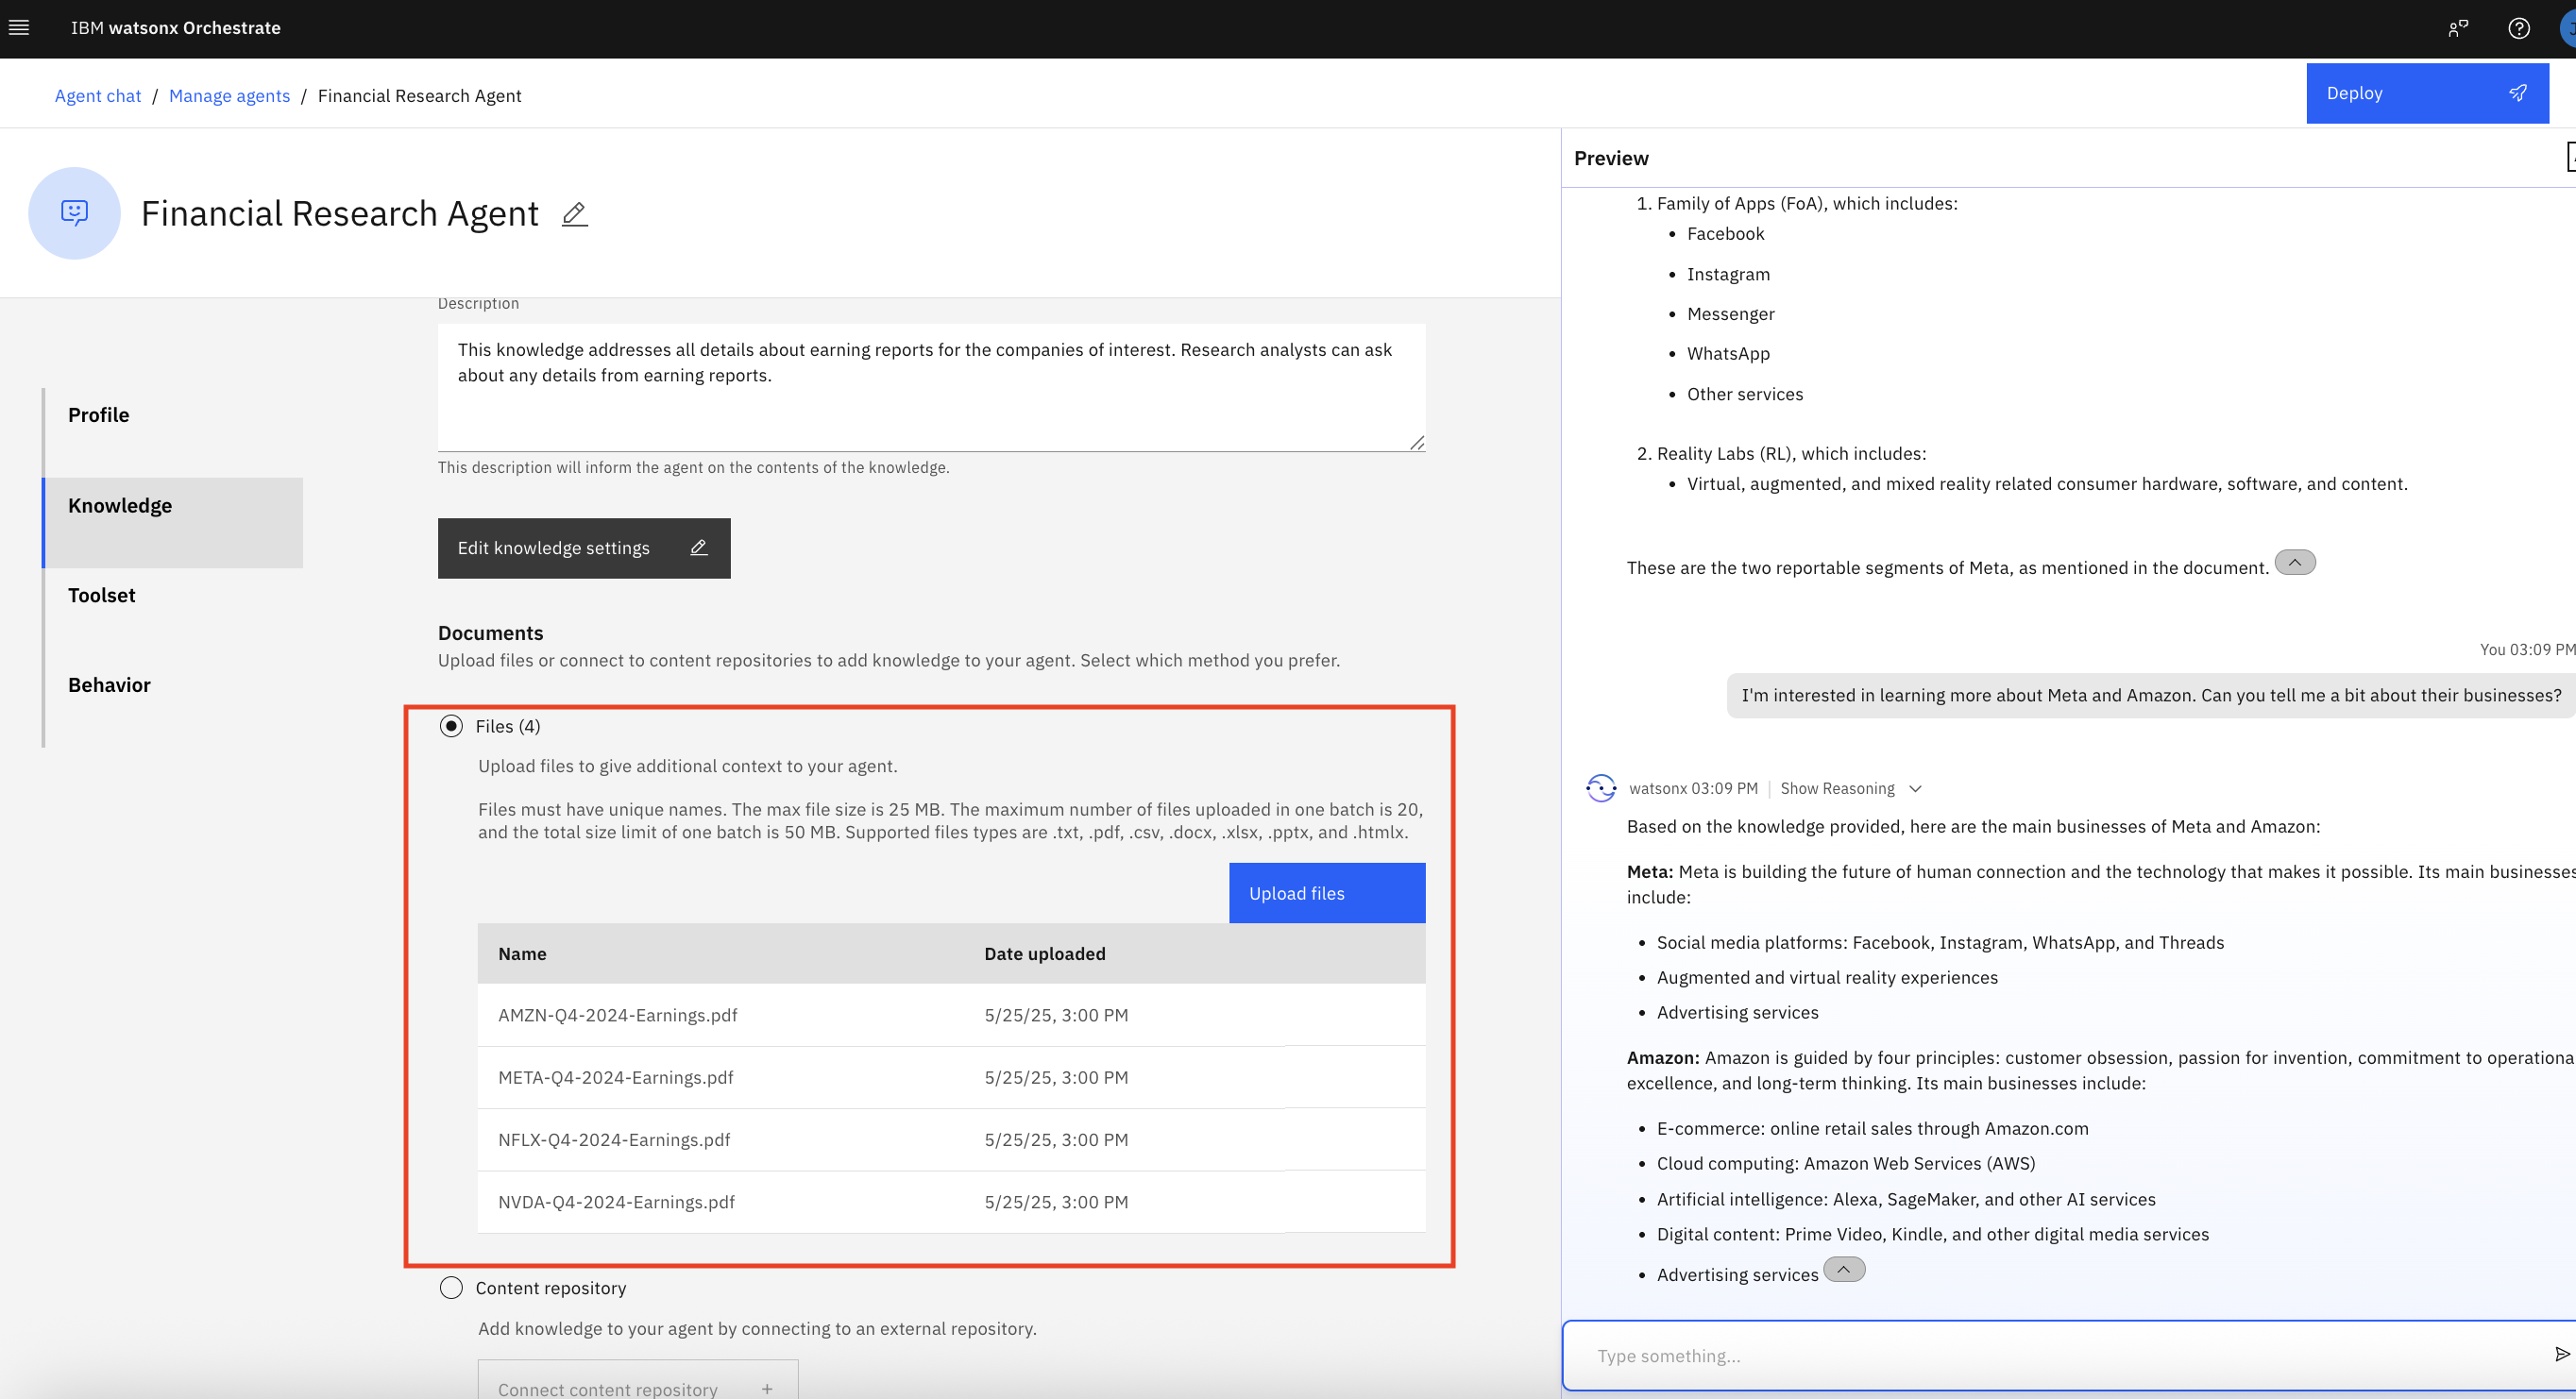 IBM watsonx Orchestrate
Agent chat / Manage agents / Financial Research Agent
Deploy
Financial Research Agent
Profile
Knowledge
Toolset
Behavior
Description
This knowledge addresses all details about earning reports for the companies of interest. Research analysts can ask
about any details from earning reports.
This description will inform the agent on the contents of the knowledge.
Edit knowledge settings
Documents
Upload files or connect to content repositories to add knowledge to your agent. Select which method you prefer.
Files (4)
Upload files to give additional context to your agent.
Files must have unique names. The max file size is 25 MB. The maximum number of files uploaded in one batch is 20,
and the total size limit of one batch is 50 MB. Supported files types are .txt, .pdf, .csv, .docx, .xlsx, .pptx, and .htmlx.
Upload files
Name Date uploaded
AMZN-Q4-2024-Earnings.pdf 5/25/25, 3:00 PM
META-Q4-2024-Earnings.pdf 5/25/25, 3:00 PM
NFLX-Q4-2024-Earnings.pdf 5/25/25, 3:00 PM
NVDA-Q4-2024-Earnings.pdf 5/25/25, 3:00 PM
Content repository
Add knowledge to your agent by connecting to an external repository.
Connect content repository +
Preview
1. Family of Apps (FoA), which includes:
• Facebook
• Instagram
• Messenger
• WhatsApp
• Other services
2. Reality Labs (RL), which includes:
• Virtual, augmented, and mixed reality related consumer hardware, software, and content.
These are the two reportable segments of Meta, as mentioned in the document.
You 03:09 PM
I'm interested in learning more about Meta and Amazon. Can you tell me a bit about their businesses?
watsonx 03:09 PM | Show Reasoning
Based on the knowledge provided, here are the main businesses of Meta and Amazon:
Meta: Meta is building the future of human connection and the technology that makes it possible. Its main businesses
include:
• Social media platforms: Facebook, Instagram, WhatsApp, and Threads
• Augmented and virtual reality experiences
• Advertising services
Amazon: Amazon is guided by four principles: customer obsession, passion for invention, commitment to operationa
excellence, and long-term thinking. Its main businesses include:
• E-commerce: online retail sales through Amazon.com
• Cloud computing: Amazon Web Services (AWS)
• Artificial intelligence: Alexa, SageMaker, and other AI services
• Digital content: Prime Video, Kindle, and other digital media services
• Advertising services
Type something...